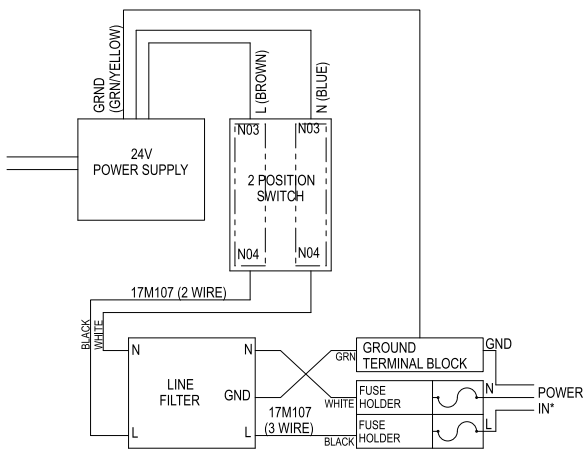 GRND
(GRN/YELLOW)
L (BROWN)
N (BLUE)
24V
POWER SUPPLY
N03
N03
2 POSITION
SWITCH
N04
N04
17M107 (2 WIRE)
BLACK
WHITE
N
N
LINE
FILTER
GND
L
L
GRN
GROUND
TERMINAL BLOCK
GND
WHITE
FUSE
HOLDER
N
POWER
IN*
17M107
(3 WIRE)
BLACK
FUSE
HOLDER
L